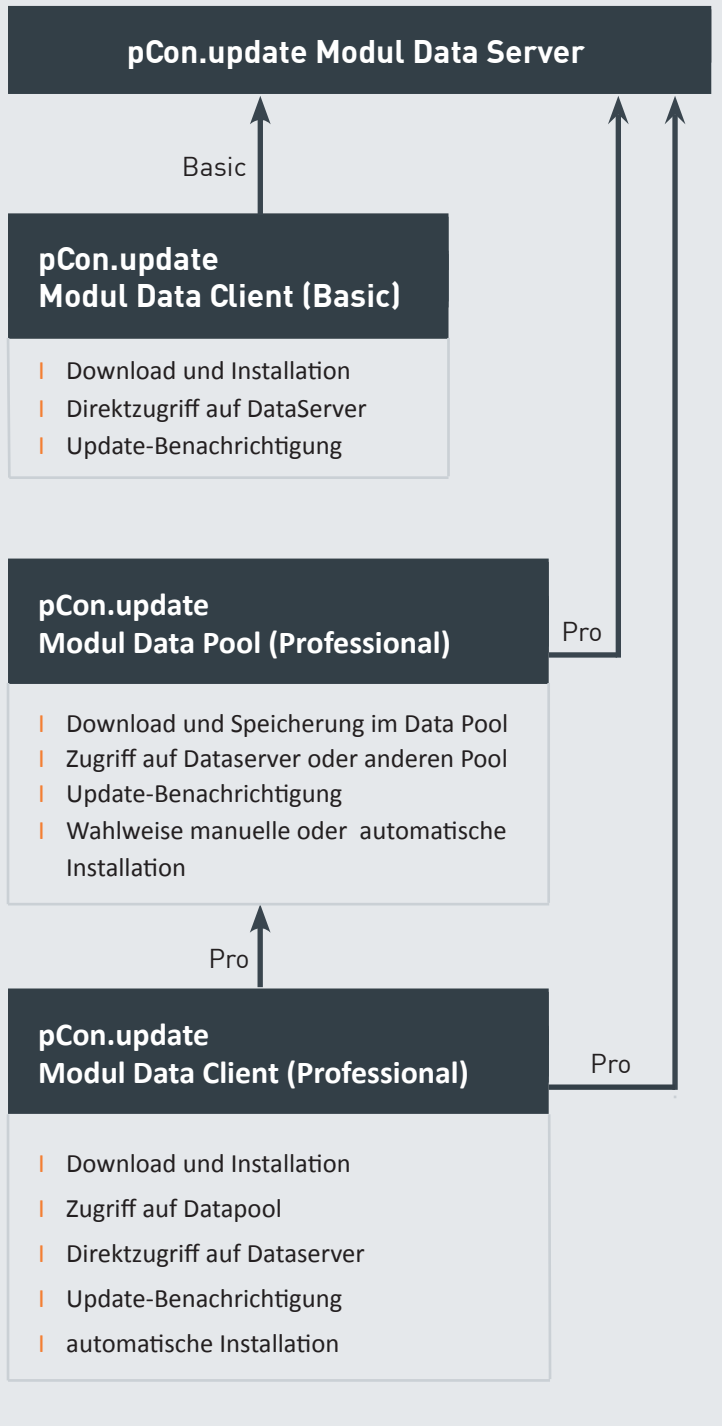 pCon.update Modul Data Server
Basic
pCon.update
Modul Data Client (Basic)
| Download und Installation
| Direktzugriff auf DataServer
| Update-Benachrichtigung
pCon.update
Modul Data Pool (Professional)
Pro
| Download und Speicherung im Data Pool
| Zugriff auf Dataserver oder anderen Pool
| Update-Benachrichtigung
| Wahlweise manuelle oder automatische
Installation
Pro
pCon.update
Modul Data Client (Professional)
Pro
| Download und Installation
| Zugriff auf Datapool
| Direktzugriff auf Dataserver
| Update-Benachrichtigung
| automatische Installation